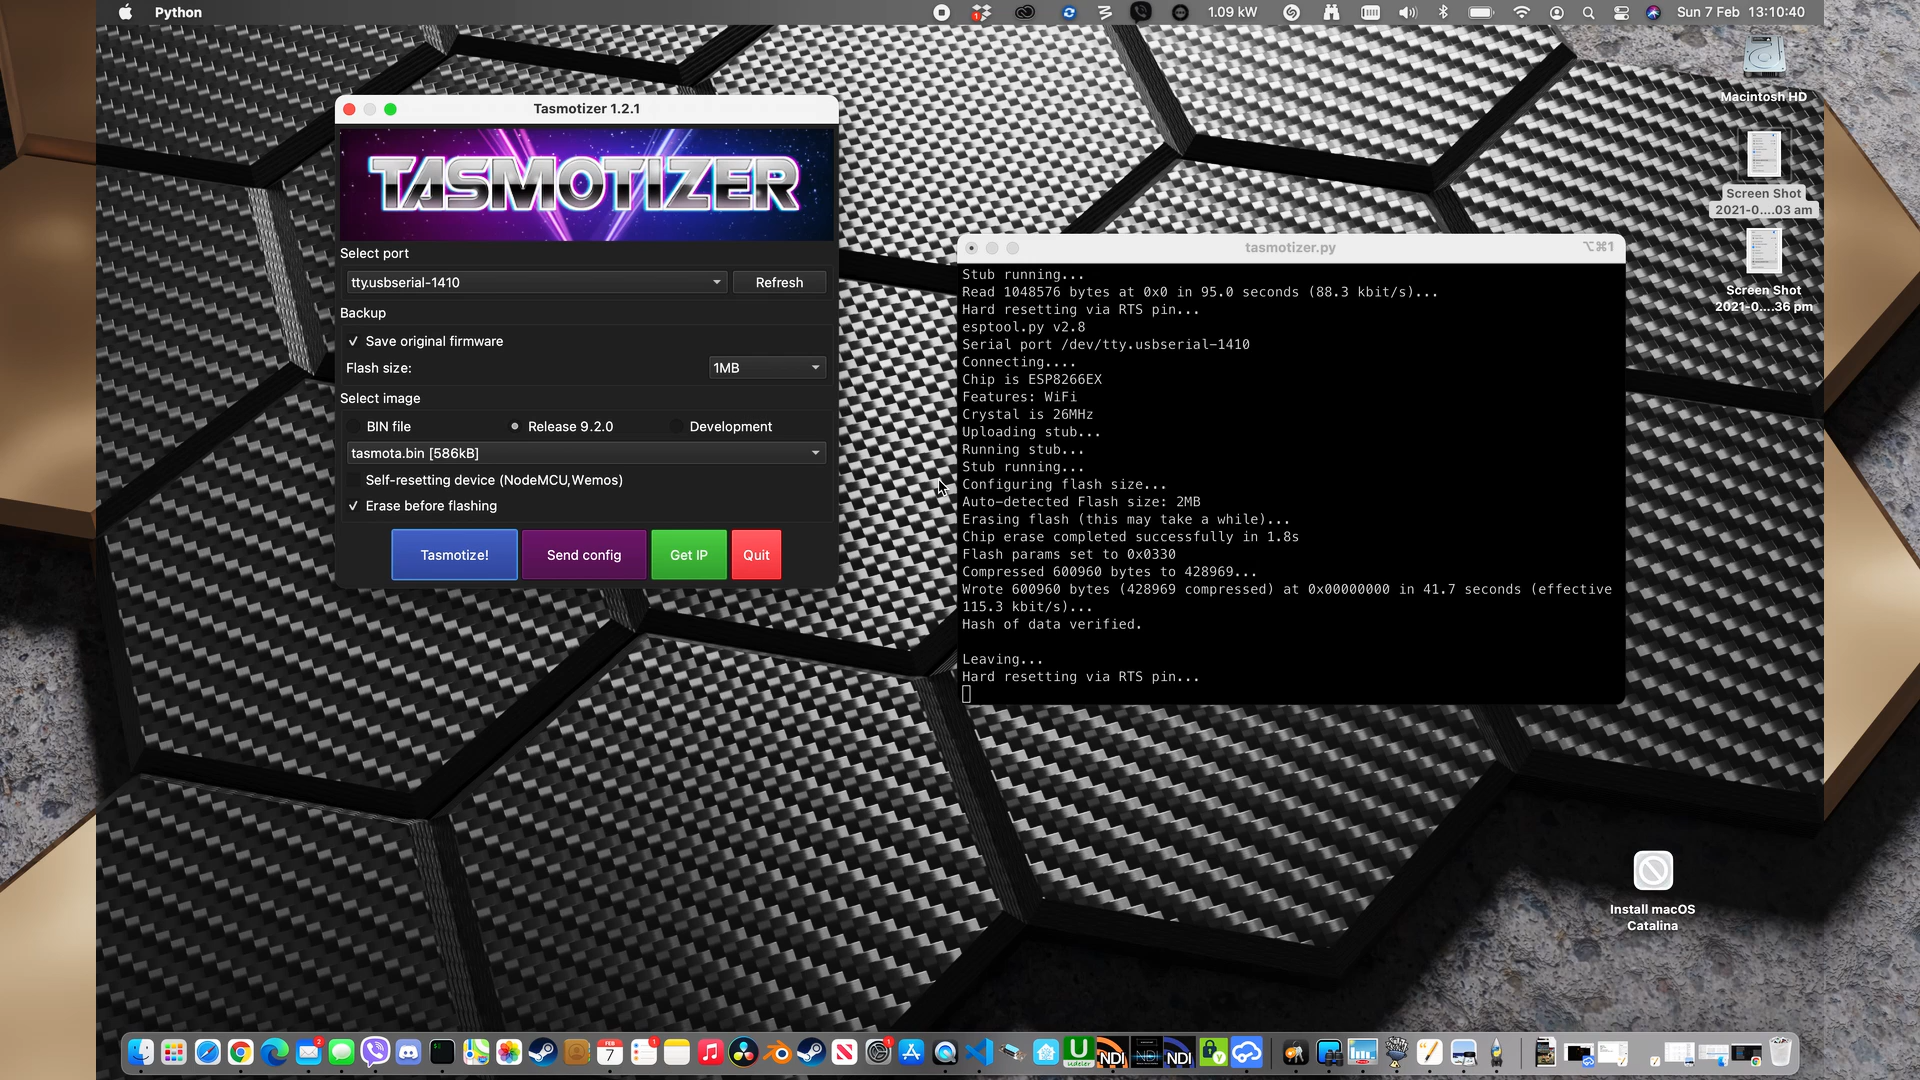 Python
1.09 kW
Sun 7 Feb 13:10:40
Macintosh HD
Screen Shot
2021-0....03 am
Screen Shot
2021-0....36 pm
Tasmotizer 1.2.1
TASMOTIZER
Select port
tty.usbserial-1410
Refresh
Backup
✓ Save original firmware
Flash size:
1MB
Select image
BIN file
Release 9.2.0
Development
tasmota.bin [586kB]
Self-resetting device (NodeMCU,Wemos)
✓ Erase before flashing
Tasmotize!
Send config
Get IP
Quit
tasmotizer.py
⌥⌘1
Stub running...
Read 1048576 bytes at 0x0 in 95.0 seconds (88.3 kbit/s)...
Hard resetting via RTS pin...
esptool.py v2.8
Serial port /dev/tty.usbserial-1410
Connecting....
Chip is ESP8266EX
Features: WiFi
Crystal is 26MHz
Uploading stub...
Running stub...
Stub running...
Configuring flash size...
Auto-detected Flash size: 2MB
Erasing flash (this may take a while)...
Chip erase completed successfully in 1.8s
Flash params set to 0x0330
Compressed 600960 bytes to 428969...
Wrote 600960 bytes (428969 compressed) at 0x00000000 in 41.7 seconds (effective
115.3 kbit/s)...
Hash of data verified.
Leaving...
Hard resetting via RTS pin...
Install macOS
Catalina
FEB
7
U
udeler
NDI
NDI
NDI